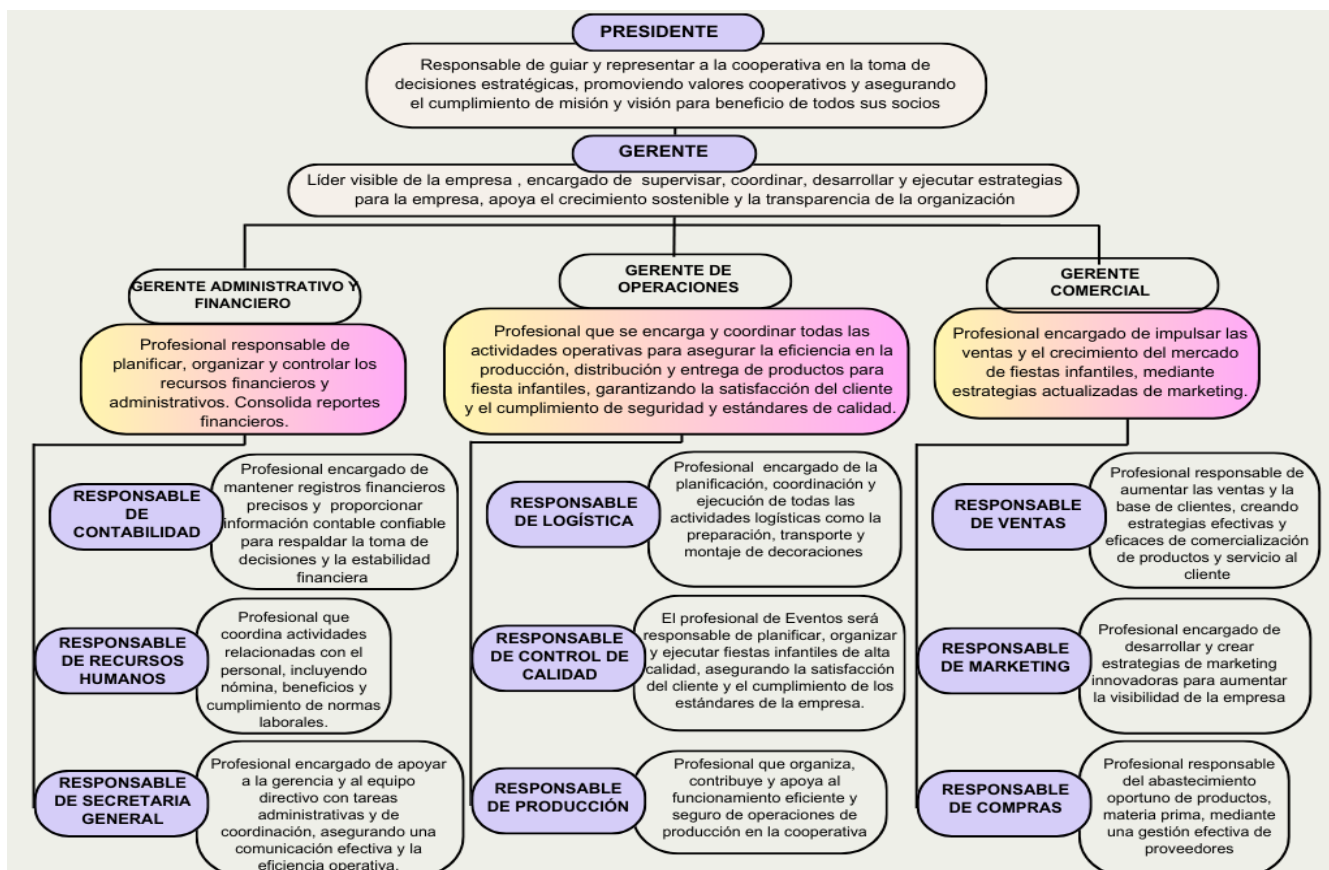 PRESIDENTE
Responsable de guiar y representar a la cooperativa en la toma de
decisiones estratégicas, promoviendo valores cooperativos y asegurando
el cumplimiento de misión y visión para beneficio de todos sus socios
GERENTE
Líder visible de la empresa , encargado de supervisar, coordinar, desarrollar y ejecutar estrategias
para la empresa, apoya el crecimiento sostenible y la transparencia de la organización
GERENTE ADMINISTRATIVO Y
FINANCIERO
Profesional responsable de
planificar, organizar y controlar los
recursos financieros y
administrativos. Consolida reportes
financieros.
RESPONSABLE
DE
CONTABILIDAD
Profesional encargado de
mantener registros financieros
precisos y proporcionar
información contable confiable
para respaldar la toma de
decisiones y la estabilidad
financiera
RESPONSABLE
DE RECURSOS
HUMANOS
Profesional que
coordina actividades
relacionadas con el
personal, incluyendo
nómina, beneficios y
cumplimiento de normas
laborales.
RESPONSABLE
DE SECRETARIA
GENERAL
Profesional encargado de apoyar
a la gerencia y al equipo
directivo con tareas
administrativas y de
coordinación, asegurando una
comunicación efectiva y la
eficiencia operativa.
GERENTE DE
OPERACIONES
Profesional que se encarga y coordinar todas las
actividades operativas para asegurar la eficiencia en la
producción, distribución y entrega de productos para
fiesta infantiles, garantizando la satisfacción del cliente
y el cumplimiento de seguridad y estándares de calidad.
RESPONSABLE
DE LOGÍSTICA
Profesional encargado de la
planificación, coordinación y
ejecución de todas las
actividades logísticas como la
preparación, transporte y
montaje de decoraciones
RESPONSABLE
DE CONTROL DE
CALIDAD
El profesional de Eventos será
responsable de planificar, organizar
y ejecutar fiestas infantiles de alta
calidad, asegurando la satisfacción
del cliente y el cumplimiento de los
estándares de la empresa.
RESPONSABLE
DE PRODUCCIÓN
Profesional que organiza,
contribuye y apoya al
funcionamiento eficiente y
seguro de operaciones de
producción en la cooperativa
GERENTE
COMERCIAL
Profesional encargado de impulsar las
ventas y el crecimiento del mercado
de fiestas infantiles, mediante
estrategias actualizadas de marketing.
RESPONSABLE
DE VENTAS
Profesional responsable de
aumentar las ventas y la
base de clientes, creando
estrategias efectivas y
eficaces de comercialización
de productos y servicio al
cliente
RESPONSABLE
DE MARKETING
Profesional encargado de
desarrollar y crear
estrategias de marketing
innovadoras para aumentar
la visibilidad de la empresa
RESPONSABLE
DE COMPRAS
Profesional responsable
del abastecimiento
oportuno de productos,
materia prima, mediante
una gestión efectiva de
proveedores